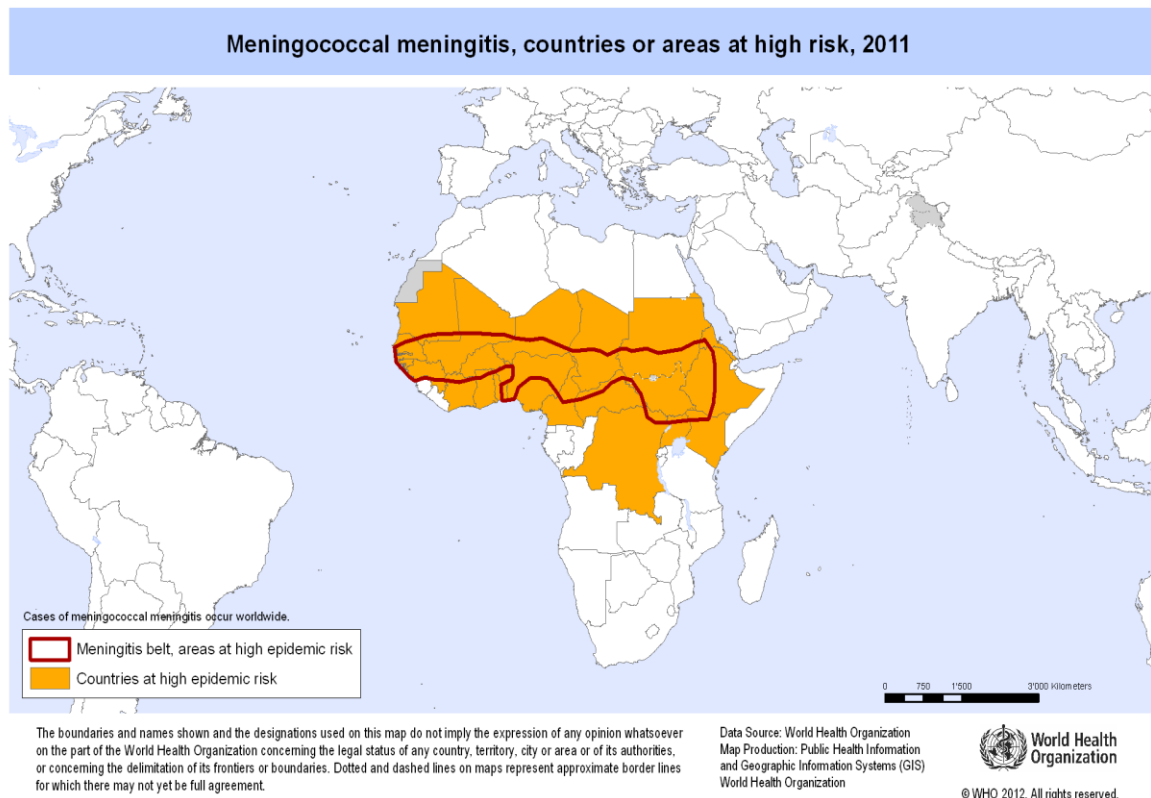 Meningococcal meningitis, countries or areas at high risk, 2011
Cases of meningococcal meningitis occur worldwide.
Meningitis belt, areas at high epidemic risk
Countries at high epidemic risk
0 750 1'500 3'000 Kilometers
The boundaries and names shown and the designations used on this map do not imply the expression of any opinion whatsoever
on the part of the World Health Organization concerning the legal status of any country, territory, city or area or of its authorities,
or concerning the delimitation of its frontiers or boundaries. Dotted and dashed lines on maps represent approximate border lines
for which there may not yet be full agreement.
Data Source: World Health Organization
Map Production: Public Health Information
and Geographic Information Systems (GIS)
World Health Organization
World Health
Organization
© WHO 2012. All rights reserved.